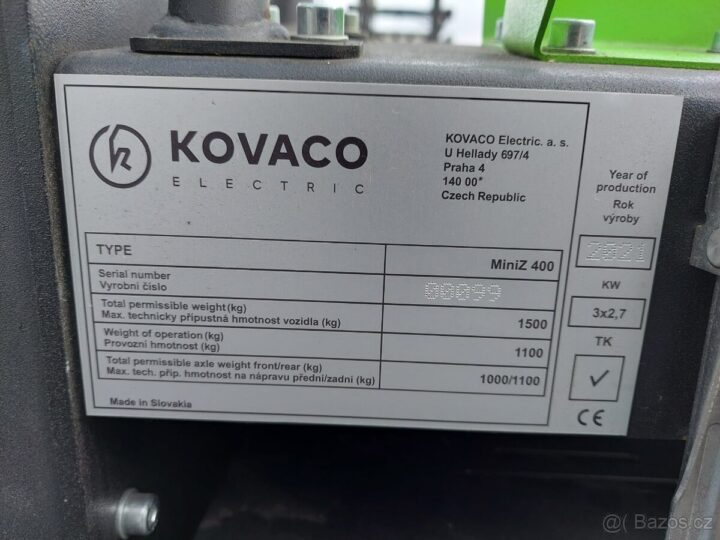 KOVACO
ELECTRIC
KOVACO Electric. a. s.
U Hellady 697/4
Praha 4
140 00*
Czech Republic
Year of
production
Rok
výroby
2021
KW
3x2,7
TK
✓
CE
TYPE
MiniZ 400
Serial number
Vyrobní číslo
00099
Total permissible weight(kg)
Max. technicky přípustná hmotnost vozidla (kg)
1500
Weight of operation(kg)
Provozní hmotnost (kg)
1100
Total permissible axle weight front/rear (kg)
Max. tech. příp. hmotnost na nápravu přední/zadní (kg)
1000/1100
Made in Slovakia
@( Bazos.cz